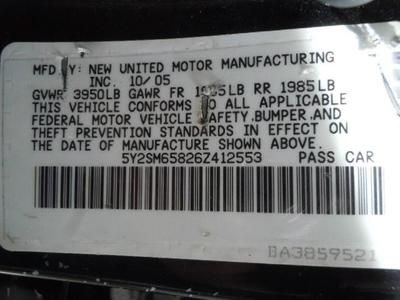 MFD.BY: NEW UNITED MOTOR MANUFACTURING
INC. 10/05
GVWR 3950LB GAWR FR LB RR 1985LB
THIS VEHICLE CONFORMS TO ALL APPLICABLE
FEDERAL MOTOR VEHICLE SAFETY,BUMPER,AND
THEFT PREVENTION STANDARDS IN EFFECT ON
THE DATE OF MANUFACTURE SHOWN ABOVE.
5Y2SM65826Z412553 PASS CAR
BA3859521